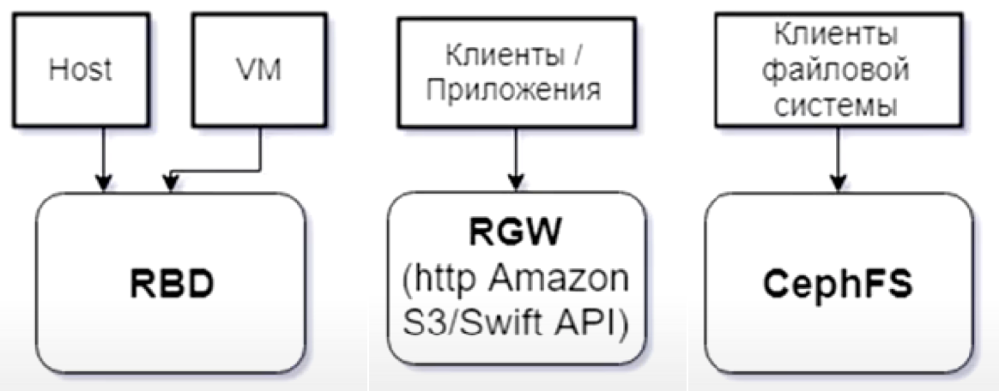 Host
VM
Клиенты /
Приложения
Клиенты
файловой
системы
RBD
RGW
(http Amazon
S3/Swift API)
CephFS